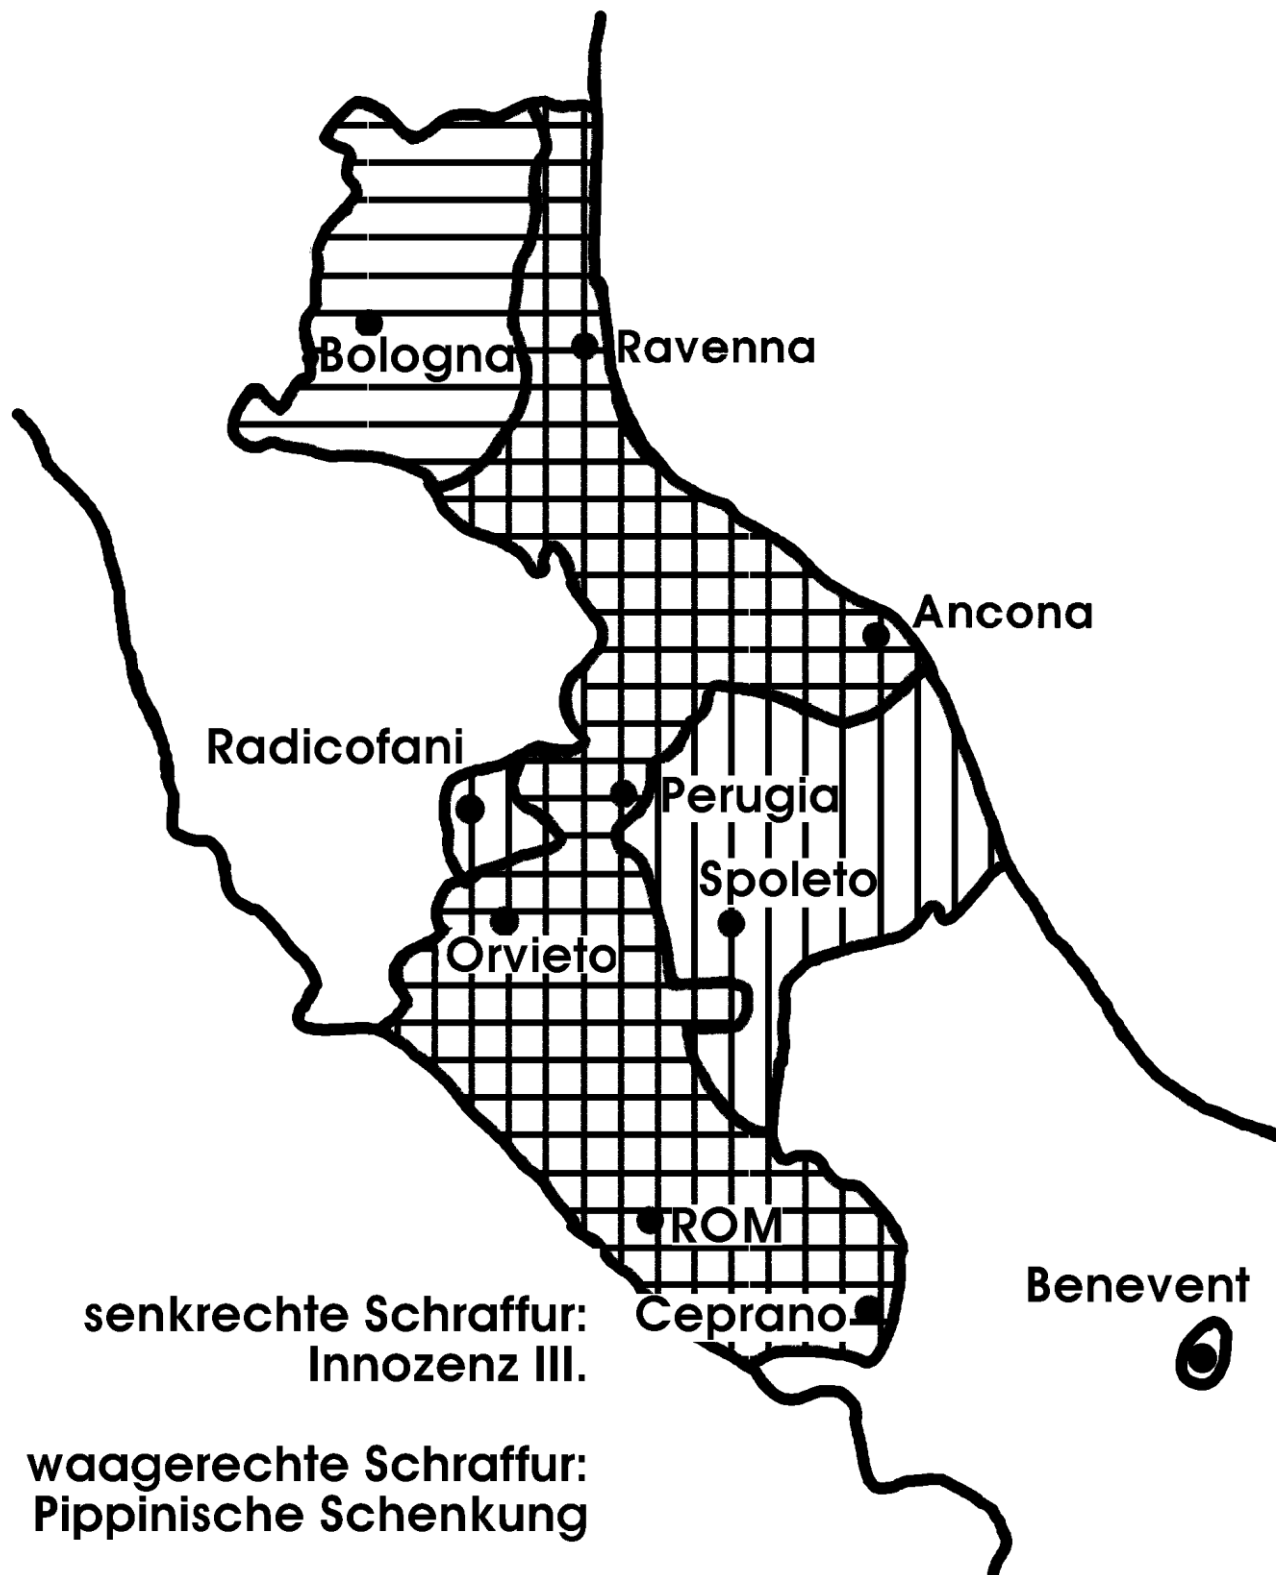 Bologna
Ravenna
Ancona
Radicofani
Perugia
Spoleto
Orvieto
ROM
Benevent
Ceprano
senkrechte Schraffur:
Innozenz III.
waagerechte Schraffur:
Pippinische Schenkung